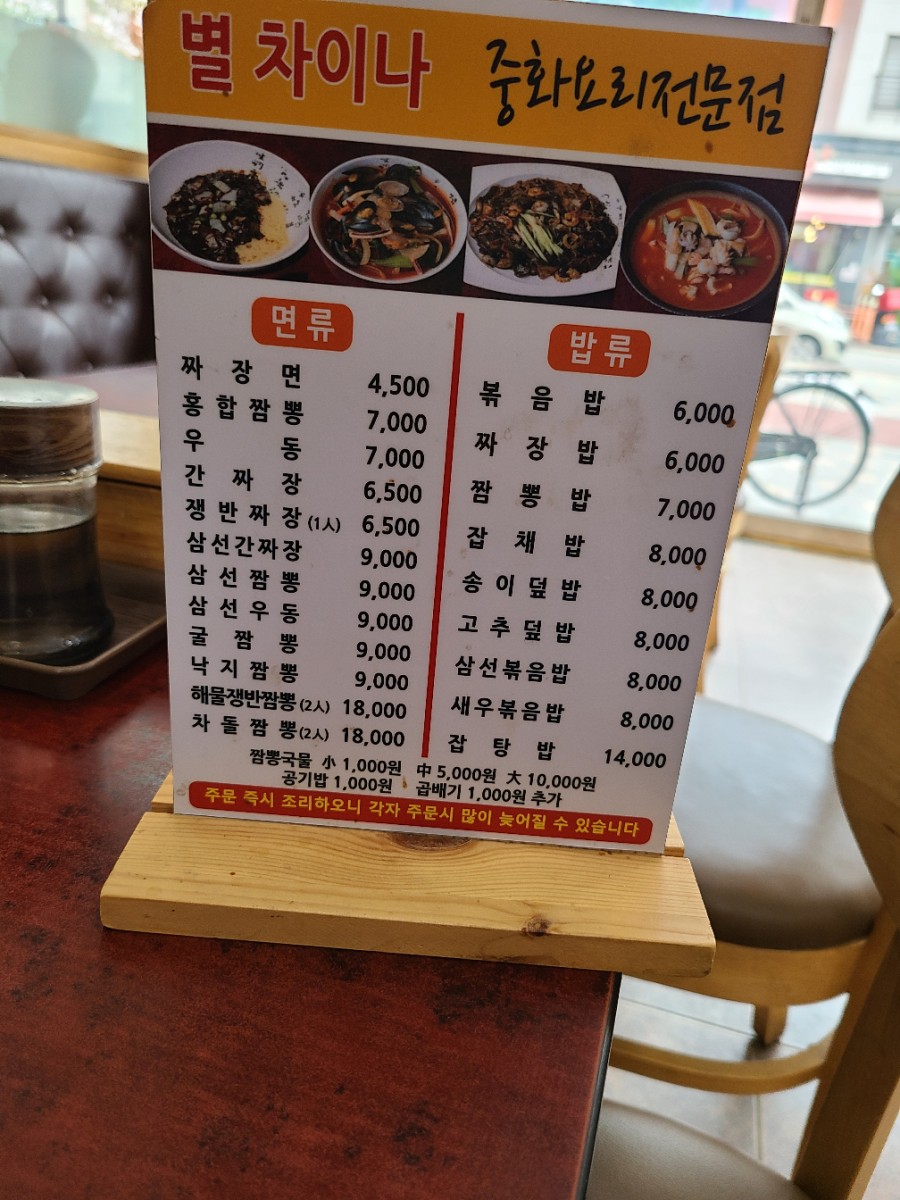 별 차이나 중화요리전문점
면류
짜장면 4,500
홍합짬뽕 7,000
우동 7,000
간짜장 6,500
쟁반짜장(1人) 6,500
삼선간짜장 9,000
삼선짬뽕 9,000
삼선우동 9,000
굴짬뽕 9,000
낙지짬뽕 9,000
해물쟁반짬뽕(2人) 18,000
차돌짬뽕(2人) 18,000
밥류
볶음밥 6,000
짜장밥 6,000
짬뽕밥 7,000
잡채밥 8,000
송이덮밥 8,000
고추덮밥 8,000
삼선볶음밥 8,000
새우볶음밥 8,000
잡탕밥 14,000
짬뽕국물 小 1,000원 中 5,000원 大 10,000원
공기밥 1,000원 곱배기 1,000원 추가
주문 즉시 조리하오니 각자 주문시 많이 늦어질 수 있습니다